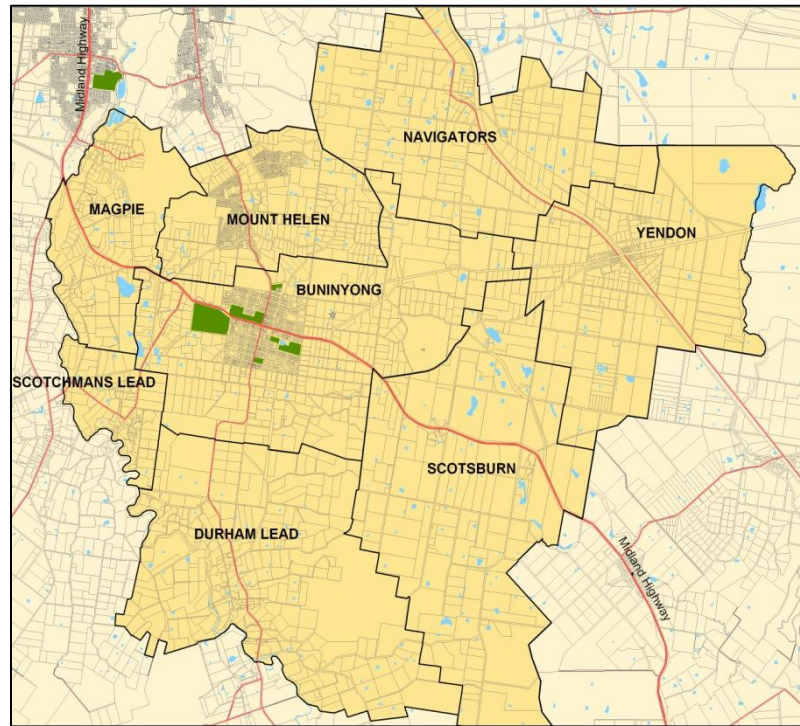 Midland Highway
NAVIGATORS
MAGPIE
MOUNT HELEN
YENDON
BUNINYONG
SCOTCHMANS LEAD
SCOTSBURN
DURHAM LEAD
Midland Highway